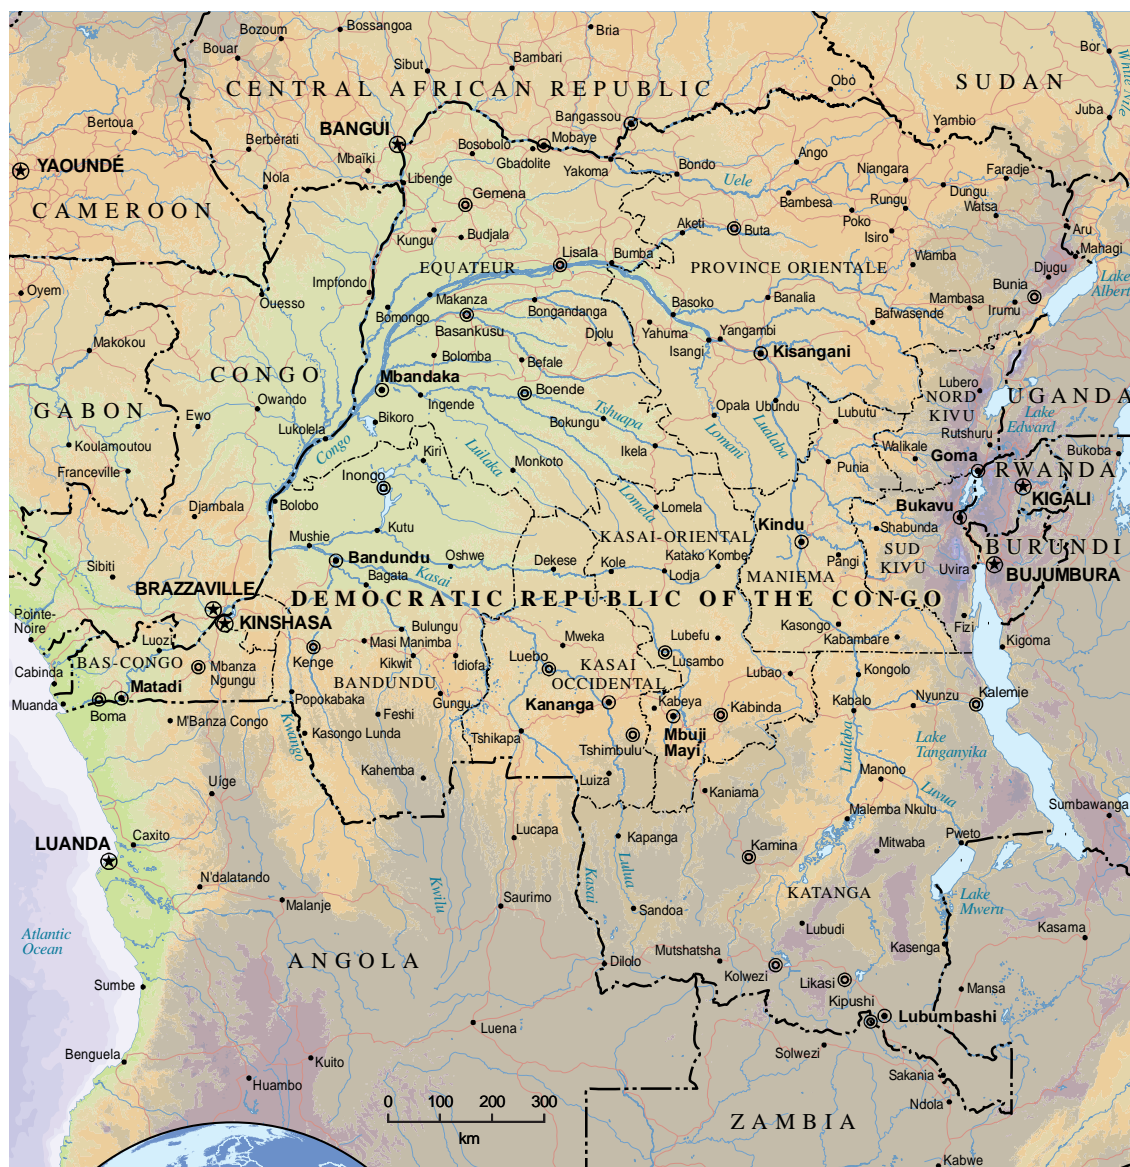 Bozoum
Bossangoa
Bria
Bouar
Sibut
Bambari
Bor
White Nile
CENTRAL AFRICAN REPUBLIC
Obó
SUDAN
Bangassou
Juba
Bertoua
BANGUI
Mobaye
Yambio
Berbérati
Mbaïki
Bosobolo
Gbadolite
Yakoma
Bondo
Ango
Niangara
Faradje
YAOUNDÉ
Nola
Libenge
Gemena
Uele
Bambesa
Dungu
Rungu
Watsa
CAMEROON
Kungu
Budjala
Aketi
Buta
Poko
Isiro
Aru
Mahagi
Lisala
Bumba
EQUATEUR
PROVINCE ORIENTALE
Wamba
Djugu
Lake
Albert
Oyem
Ouesso
Impfondo
Bomongo
Makanza
Bongandanga
Basoko
Banalia
Bunia
Mambasa
Irumu
Basankusu
Djolu
Yahuma
Isangi
Yangambi
Bafwasende
Makokou
Bolomba
Befale
Kisangani
CONGO
Mbandaka
Boende
Lubero
NORD
KIVU
UGANDA
GABON
Ewo
Owando
Ingende
Bikoro
Bokungu
Tshuapa
Opala
Ubundu
Lubutu
Lake
Edward
Koulamoutou
Lukolela
Congo
Lomani
Lualaba
Rutshuru
Walikale
Bukoba
Franceville
Kiri
Luilaka
Monkoto
Ikela
Punia
Goma
RWANDA
Inongo
KIGALI
Djambala
Bolobo
Lomela
Lomela
Bukavu
Kutu
Kindu
Shabunda
Mushie
KASAI-ORIENTAL
SUD
KIVU
BURUNDI
Bandundu
Oshwe
Dekese
Kole
Katako Kombe
Lodja
Pangi
Uvira
Sibiti
Bagata
Kasai
MANIEMA
BUJUMBURA
BRAZZAVILLE
DEMOCRATIC REPUBLIC OF THE CONGO
Pointe-
Noire
KINSHASA
Bulungu
Kasongo
Fizi
Luozi
Masi Manimba
Mweka
Lubefu
Kabambare
Kigoma
BAS-CONGO
Kenge
Kikwit
Idiofa
Luebo
KASAI
OCCIDENTAL
Lusambo
Cabinda
Mbanza
Ngungu
BANDUNDU
Lubao
Kongolo
Matadi
Popokabaka
Gungu
Kananga
Kabeya
Kabinda
Kabalo
Nyunzu
Kalemie
Muanda
Boma
M'Banza Congo
Feshi
Kwango
Kasongo Lunda
Tshikapa
Tshimbulu
Mbuji
Mayi
Lualaba
Lake
Tanganyika
Uíge
Kahemba
Luiza
Kaniama
Manono
Luvua
Malemba Nkulu
Sumbawanga
LUANDA
Caxito
Lucapa
Kapanga
Kamina
Mitwaba
Pweto
N'dalatando
Kwilu
Kasai
Lulua
KATANGA
Lake
Mweru
Malanje
Saurimo
Sandoa
Lubudi
Atlantic
Ocean
ANGOLA
Mutshatsha
Kasenga
Kasama
Dilolo
Kolwezi
Likasi
Sumbe
Mansa
Kipushi
Lubumbashi
Luena
Benguela
Kuito
Solwezi
Huambo
Sakania
Ndola
0 100 200 300
km
ZAMBIA
Kabwe